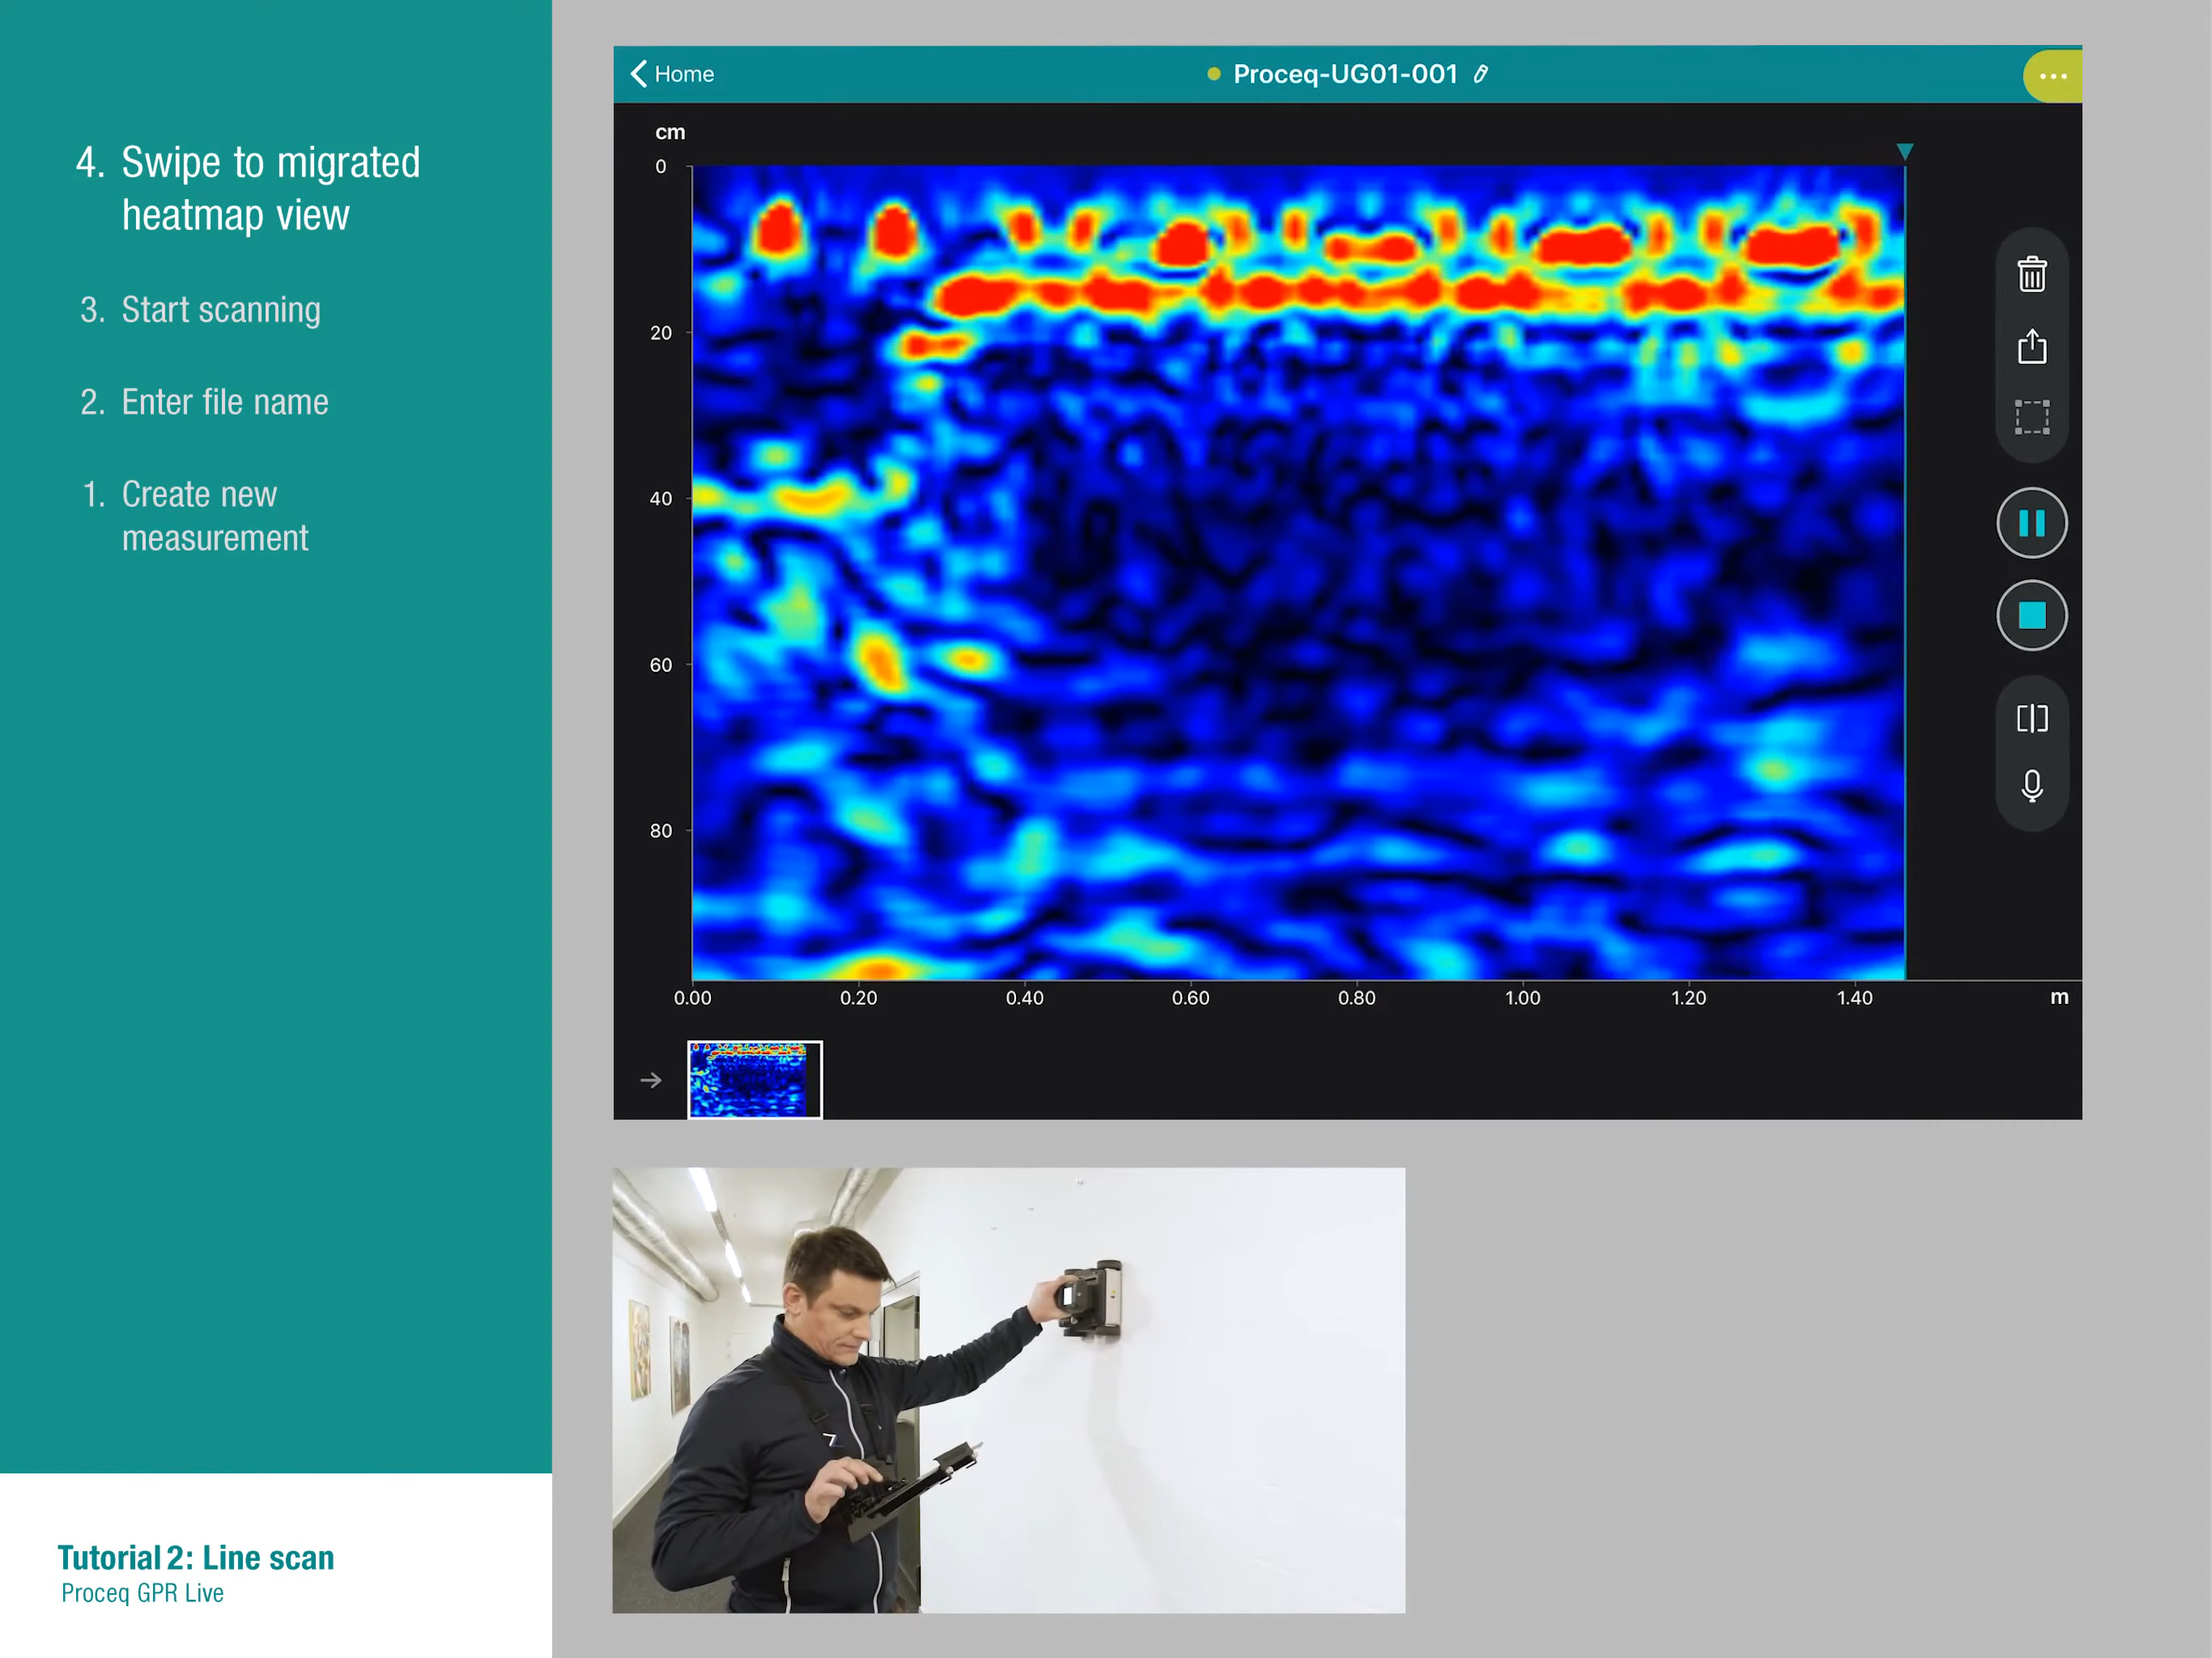 4. Swipe to migrated
heatmap view
3. Start scanning
2. Enter file name
1. Create new
measurement
Tutorial 2: Line scan
Proceq GPR Live
Home
Proceq-UG01-001
cm
0
20
40
60
80
0.00 0.20 0.40 0.60 0.80 1.00 1.20 1.40 m